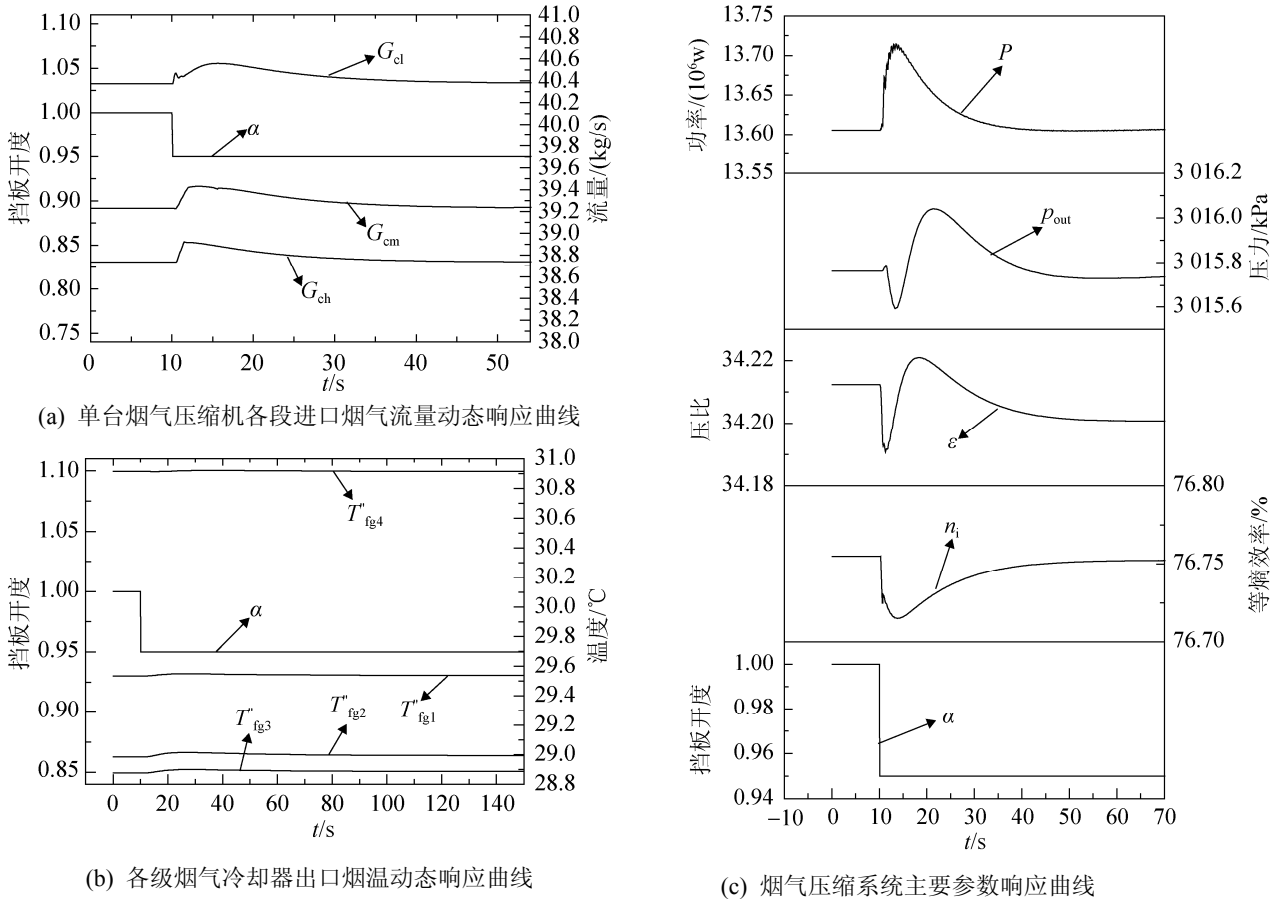 挡板开度
1.10
1.05
1.00
0.95
0.90
0.85
0.80
0.75
流量/(kg/s)
41.0
40.8
40.6
40.4
40.2
40.0
39.8
39.6
39.4
39.2
39.0
38.8
38.6
38.4
38.2
38.0
Gcl
α
Gcm
Gch
0 10 20 30 40 50
t/s
(a) 单台烟气压缩机各段进口烟气流量动态响应曲线
挡板开度
1.10
1.05
1.00
0.95
0.90
0.85
温度/℃
31.0
30.8
30.6
30.4
30.2
30.0
29.8
29.6
29.4
29.2
29.0
28.8
T″fg4
α
T″fg3
T″fg2
T″fg1
0 20 40 60 80 100 120 140
t/s
(b) 各级烟气冷却器出口烟温动态响应曲线
功率/(10⁶w)
13.75
13.70
13.65
13.60
13.55
P
压力/kPa
3 016.2
3 016.0
3 015.8
3 015.6
pout
压比
34.22
34.20
34.18
ε
等熵效率/%
76.80
76.75
76.70
ni
挡板开度
1.00
0.98
0.96
0.94
α
−10 0 10 20 30 40 50 60 70
t/s
(c) 烟气压缩系统主要参数响应曲线